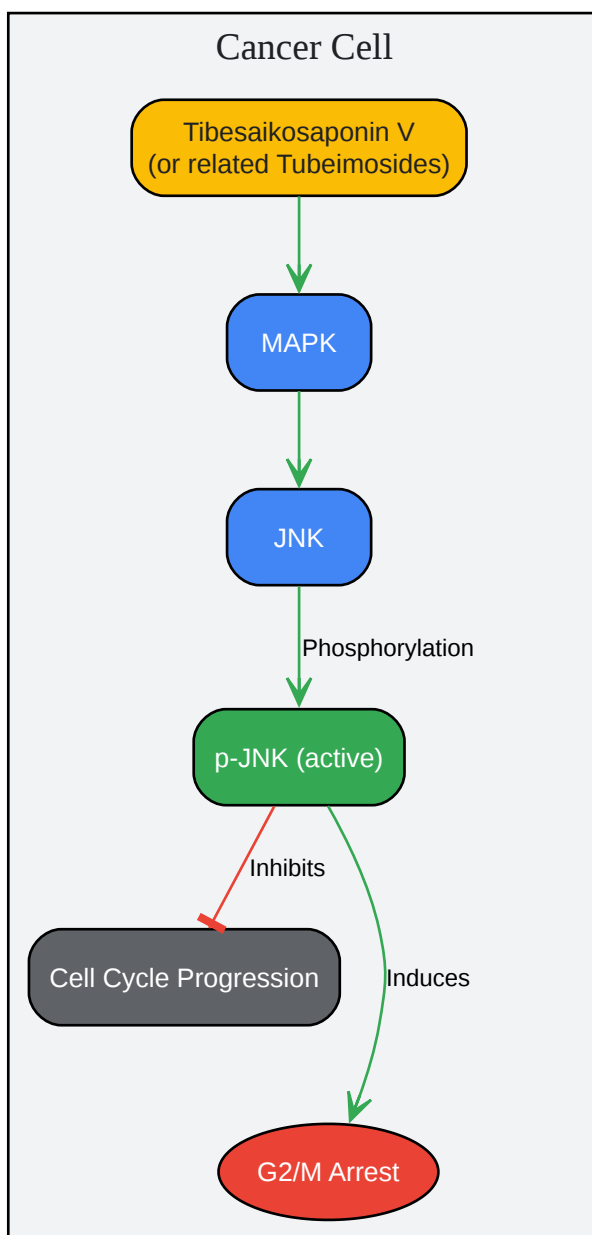 Cancer Cell
Tibesaikosaponin V
(or related Tubeimosides)
MAPK
JNK
Phosphorylation
p-JNK (active)
Inhibits
Cell Cycle Progression
Induces
G2/M Arrest